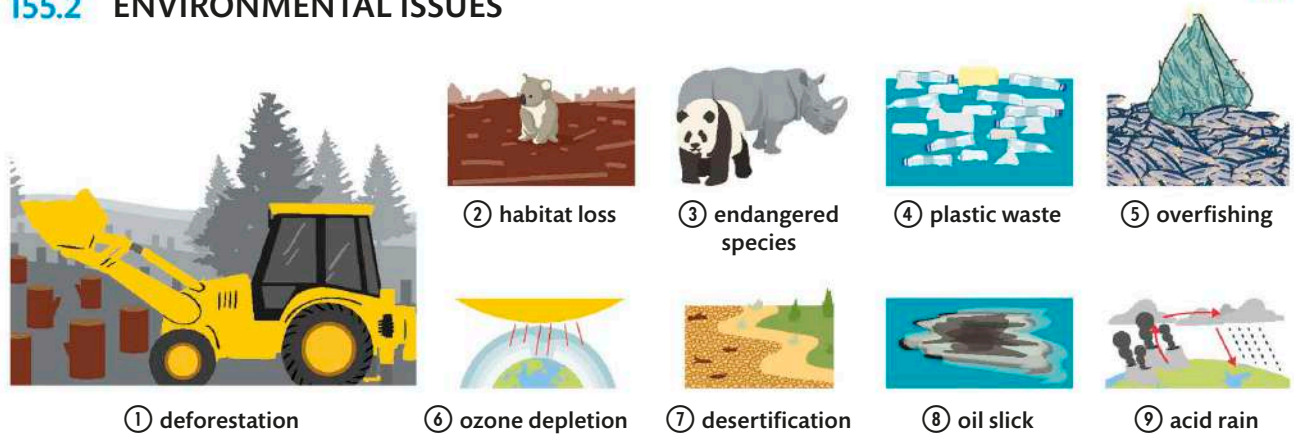 155.2 ENVIRONMENTAL ISSUES
② habitat loss
③ endangered
species
④ plastic waste
⑤ overfishing
① deforestation
⑥ ozone depletion
⑦ desertification
⑧ oil slick
⑨ acid rain